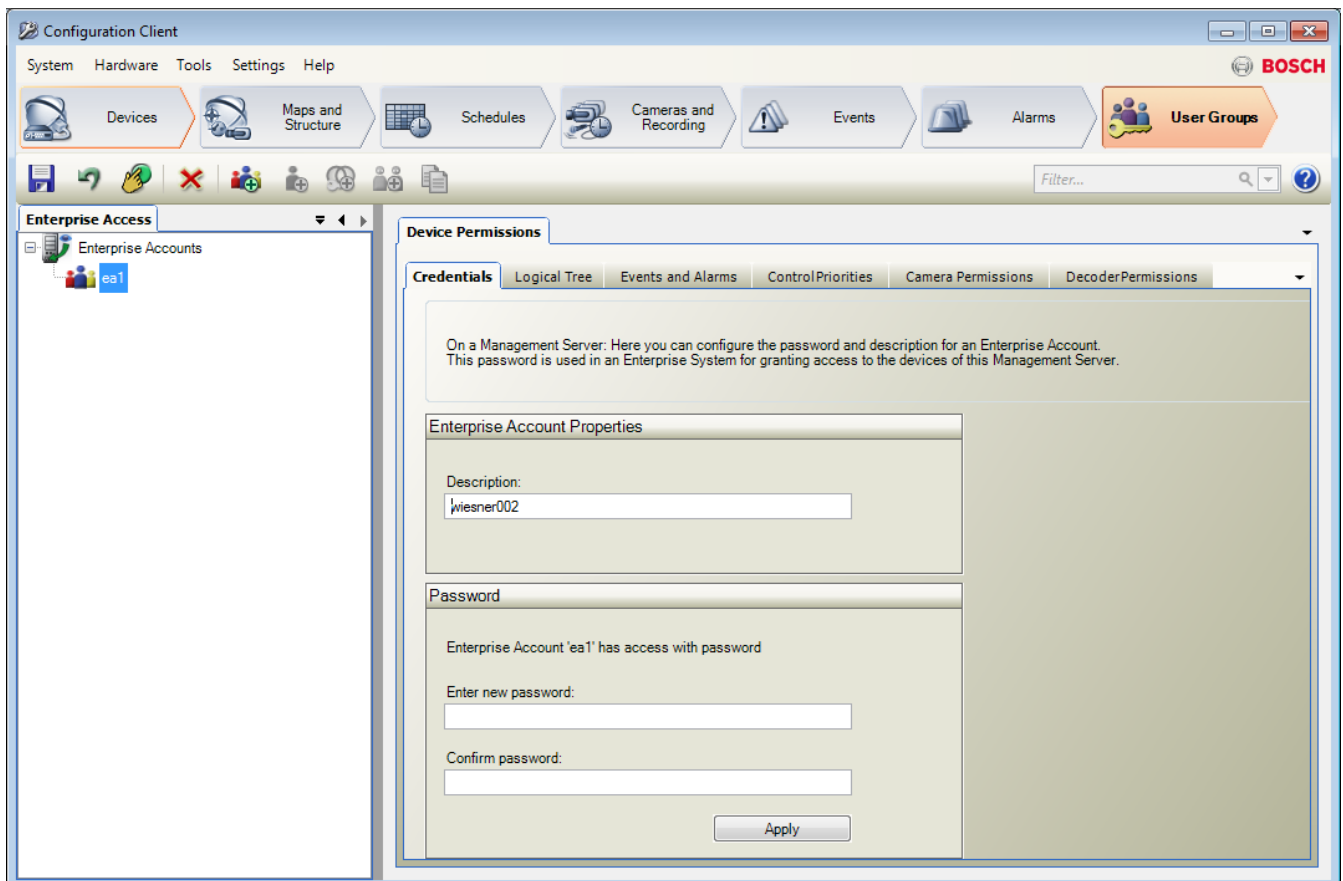 Configuration Client
System Hardware Tools Settings Help
BOSCH
Devices
Maps and
Structure
Schedules
Cameras and
Recording
Events
Alarms
User Groups
Filter...
Enterprise Access
Enterprise Accounts
ea1
Device Permissions
Credentials Logical Tree Events and Alarms ControlPriorities Camera Permissions DecoderPermissions
On a Management Server: Here you can configure the password and description for an Enterprise Account.
This password is used in an Enterprise System for granting access to the devices of this Management Server.
Enterprise Account Properties
Description:
wiesner002
Password
Enterprise Account 'ea1' has access with password
Enter new password:
Confirm password:
Apply